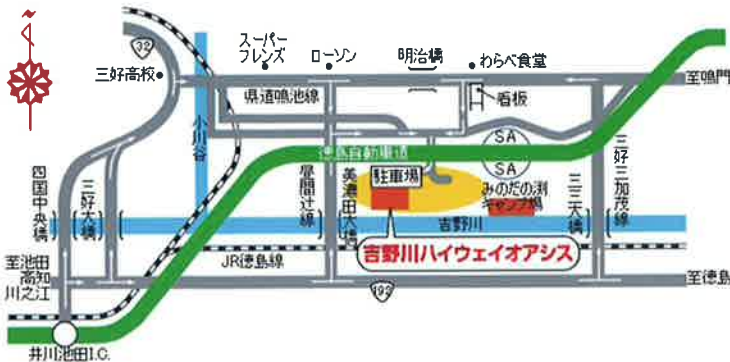 32
スーパー
フレンズ
ローソン
明治橋
わらべ食堂
三好高校
県道鳴池線
看板
至鳴門
小川谷
SA
SA
徳島自動車道
四国中央橋
三好大橋
昼間辻線
美濃田大橋
駐車場
みのだの渕
キャンプ場
三三大橋
三好三加茂線
吉野川
吉野川ハイウェイオアシス
至池田
高知
川之江
JR徳島線
192
至徳島
井川池田I.C.